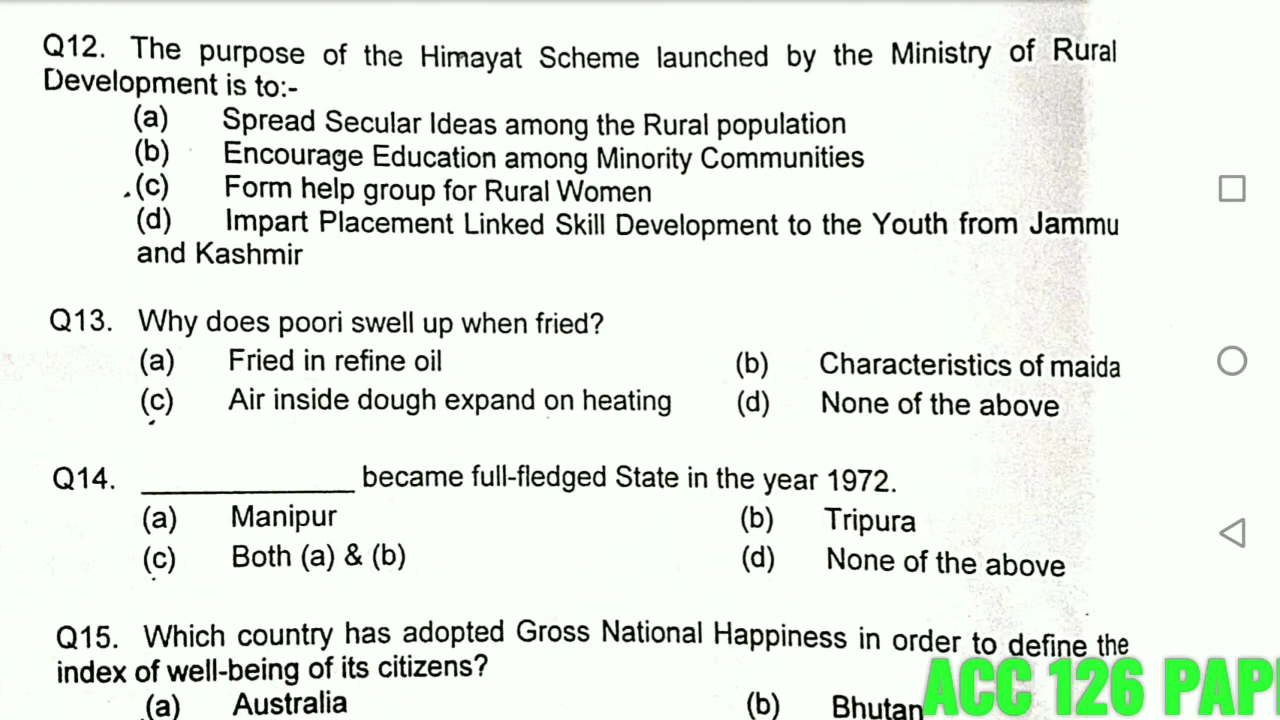 Q12. The purpose of the Himayat Scheme launched by the Ministry of Rural
Development is to:-
(a) Spread Secular Ideas among the Rural population
(b) Encourage Education among Minority Communities
(c) Form help group for Rural Women
(d) Impart Placement Linked Skill Development to the Youth from Jammu
and Kashmir
Q13. Why does poori swell up when fried?
(a) Fried in refine oil (b) Characteristics of maida
(c) Air inside dough expand on heating (d) None of the above
Q14. ______________ became full-fledged State in the year 1972.
(a) Manipur (b) Tripura
(c) Both (a) & (b) (d) None of the above
Q15. Which country has adopted Gross National Happiness in order to define the
index of well-being of its citizens?
(a) Australia (b) Bhutan
ACC 126 PAP